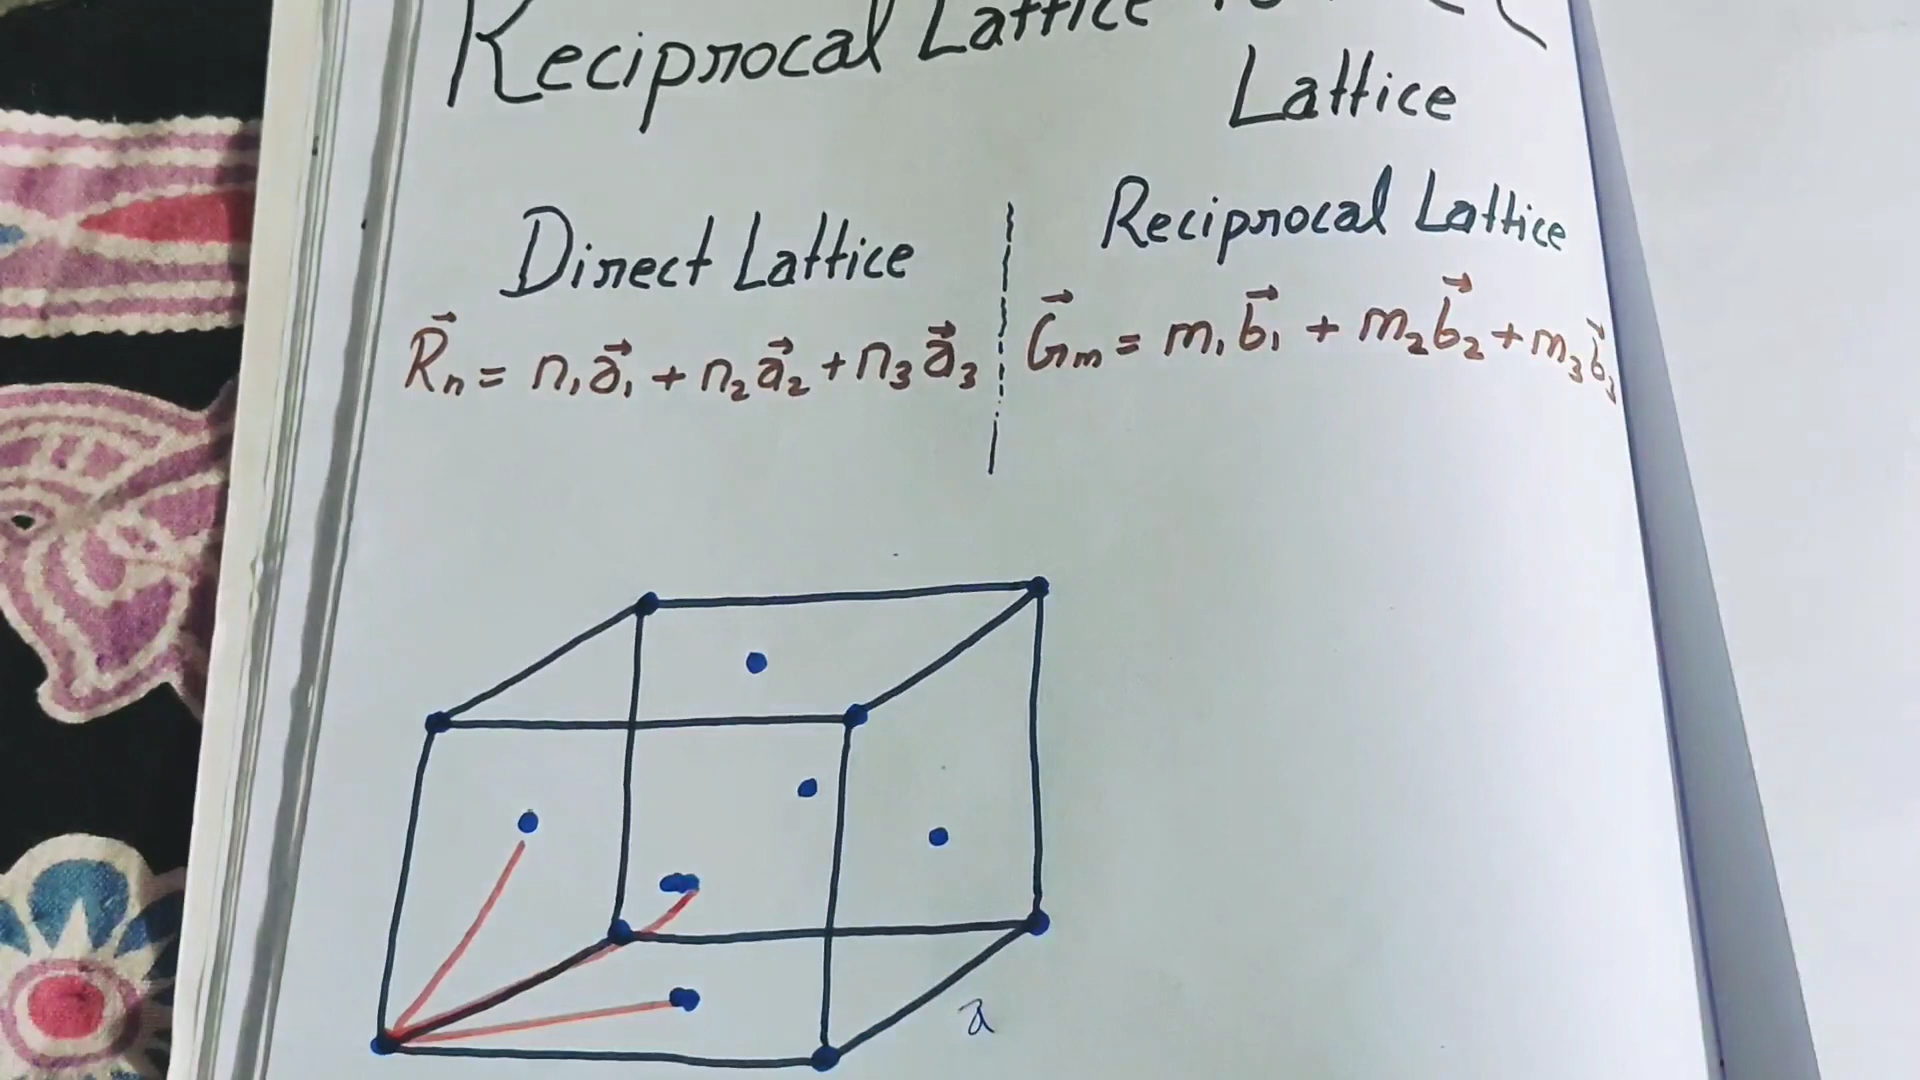 Reciprocal Lattice
Lattice
Direct Lattice
Reciprocal Lattice
R⃗n = n₁a⃗₁ + n₂a⃗₂ + n₃a⃗₃
G⃗m = m₁b⃗₁ + m₂b⃗₂ + m₃b⃗₃
a